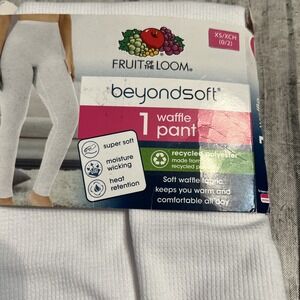 XS/XCH
(0/2)
FRUIT OF THE LOOM®
beyondsoft®
1 waffle
pant
super soft
moisture
wicking
heat
retention
recycled polyester
made from
recycled
Soft waffle fabric
keeps you warm and
comfortable all day